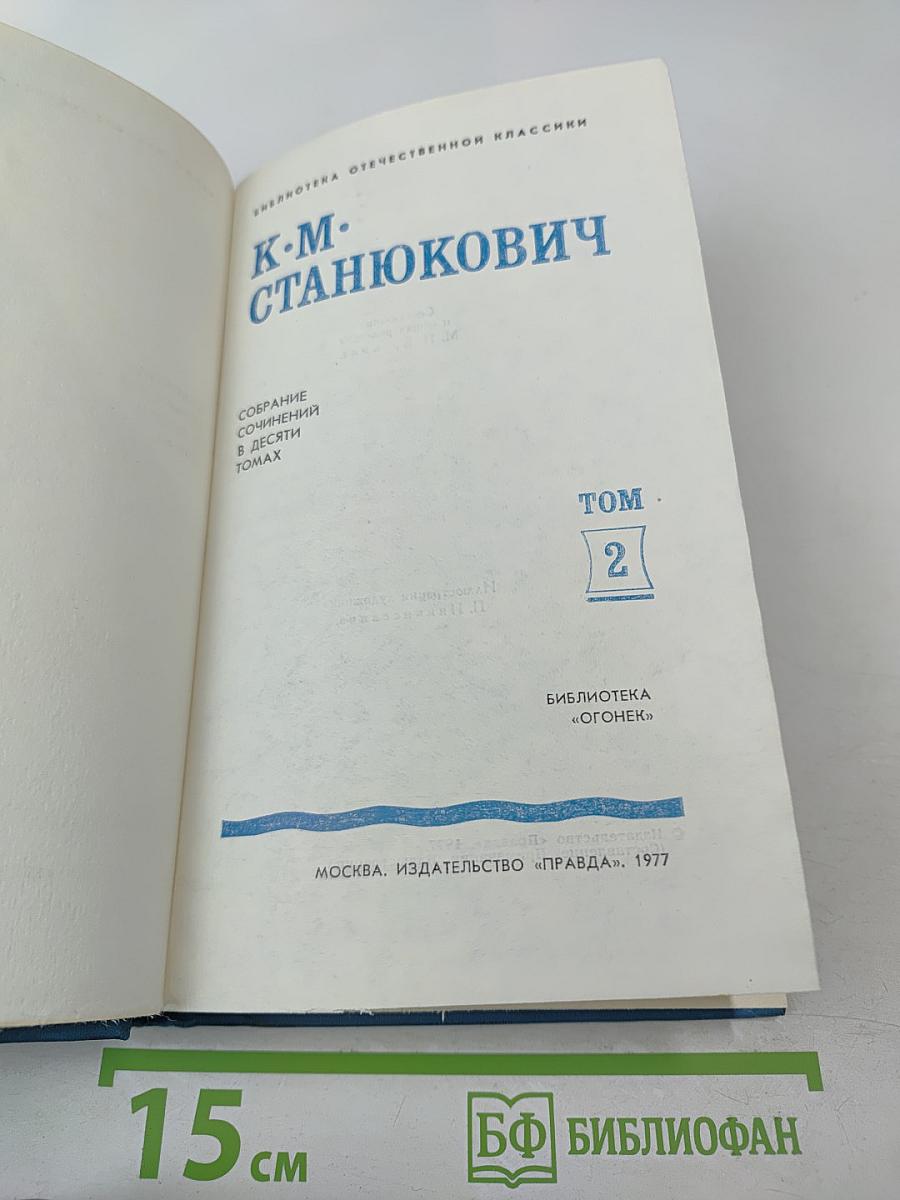 БИБЛИОТЕКА ОТЕЧЕСТВЕННОЙ КЛАССИКИ
К·М·
СТАНЮКОВИЧ
СОБРАНИЕ
СОЧИНЕНИЙ
В ДЕСЯТИ
ТОМАХ
ТОМ
2
БИБЛИОТЕКА
«ОГОНЕК»
МОСКВА. ИЗДАТЕЛЬСТВО «ПРАВДА». 1977
15 см
БФ БИБЛИОФАН